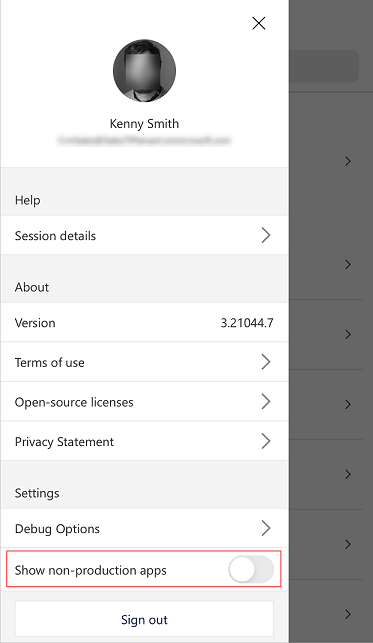 Kenny Smith
Help
Session details
About
Version 3.21044.7
Terms of use
Open-source licenses
Privacy Statement
Settings
Debug Options
Show non-production apps
Sign out